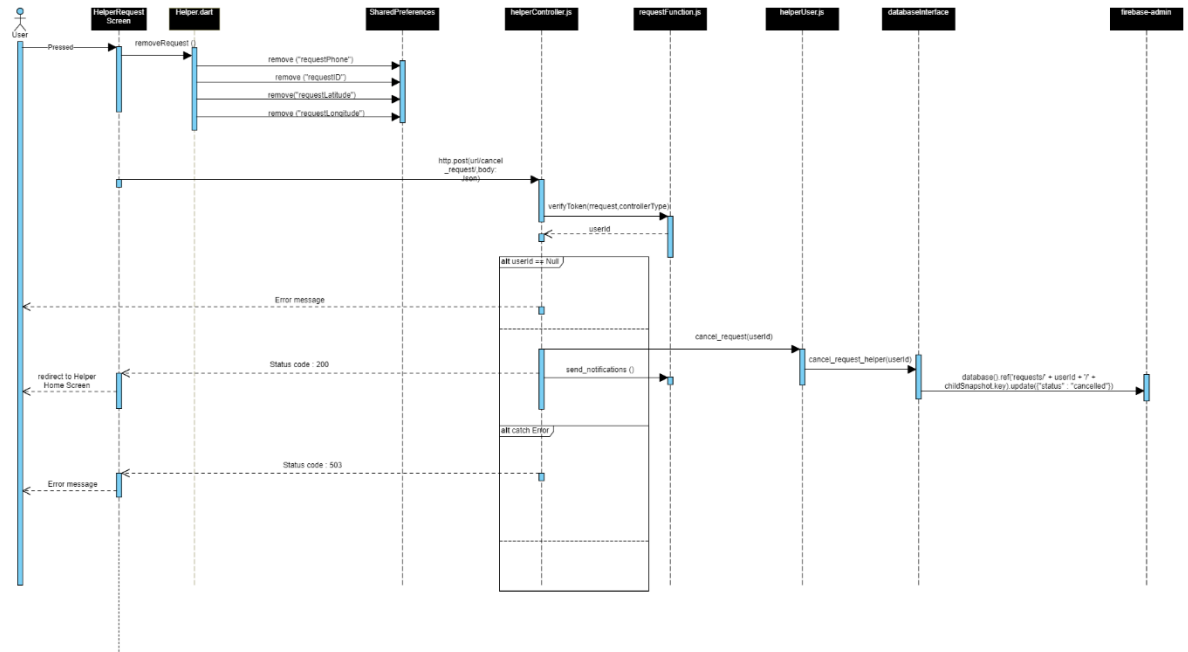 HelperRequest
Screen
Helper.dart
SharedPreferences
helperController.js
requestFunction.js
helperUser.js
databaseInterface
firebase-admin
User
Pressed
removeRequest ()
remove ("requestPhone")
remove ("requestID")
remove("requestLatitude")
remove ("requestLongitude")
http.post(url/cancel
_request/,body:
Json)
verifyToken(rrequest,controllerType)
userId
alt userId == Null
Error message
cancel_request(userId)
cancel_request_helper(userId)
Status code : 200
send_notifications ()
redirect to Helper
Home Screen
database().ref('requests/' + userId + '/' +
childSnapshot.key).update({"status" : "cancelled"})
alt catch Error
Status code : 503
Error message